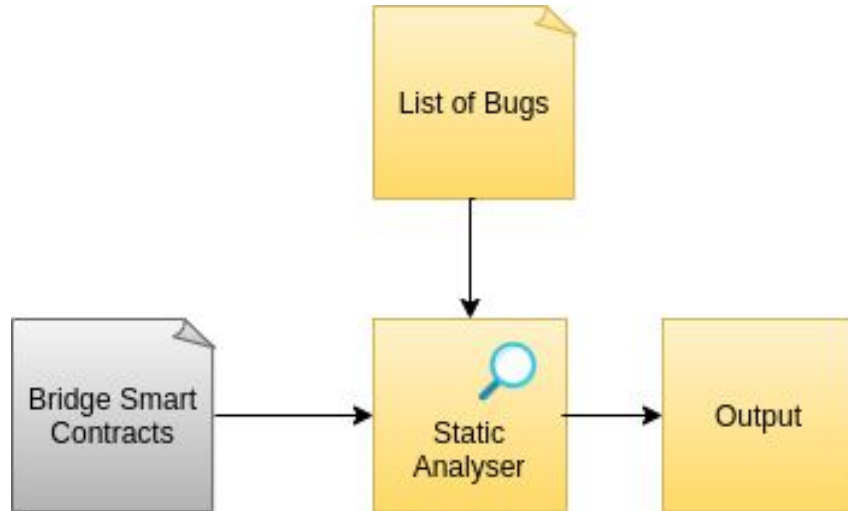 List of Bugs
Bridge Smart
Contracts
Static
Analyser
Output